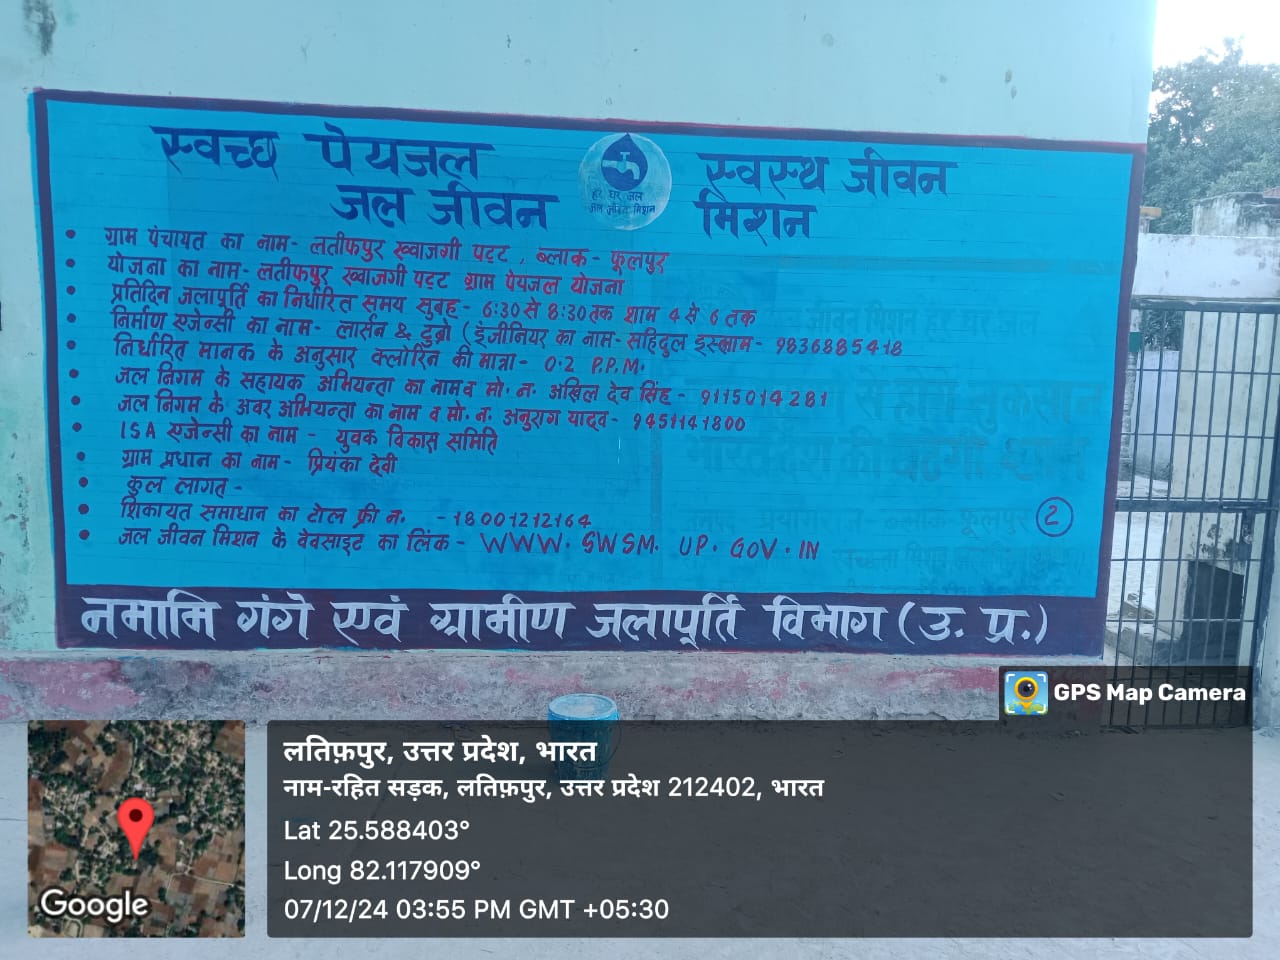 स्वच्छ पेयजल स्वस्थ जीवन
जल जीवन मिशन
हर घर जल
जल जीवन मिशन
• ग्राम पंचायत का नाम- लतीफपुर ख्वाजगी पट्ट , ब्लाक- फूलपुर
• योजना का नाम- लतीफपुर ख्वाजगी पट्ट ग्राम पेयजल योजना
• प्रतिदिन जलापूर्ति का निर्धारित समय सुबह- 6:30 से 8:30 तक शाम 4 से 6 तक
• निर्माण एजेन्सी का नाम- लार्सन & टुब्रो (इंजीनियर का नाम- सहिदुल इस्लाम- 9836885418
• निर्धारित मानक के अनुसार क्लोरिन की मात्रा- 0.2 P.P.M.
• जल निगम के सहायक अभियन्ता का नाम व मो. न. अखिल देव सिंह- 9115014281
• जल निगम के अवर अभियन्ता का नाम व मो. न. अनुराग यादव- 9451141800
• ISA एजेन्सी का नाम - युवक विकास समिति
• ग्राम प्रधान का नाम- प्रियंका देवी
• कुल लागत-
• शिकायत समाधान का टोल फ्री न. -18001212164
• जल जीवन मिशन के वेबसाइट का लिंक- WWW. SWSM. UP. GOV. IN
2
नमामि गंगे एवं ग्रामीण जलापूर्ति विभाग (उ. प्र.)
GPS Map Camera
लतिफ़पुर, उत्तर प्रदेश, भारत
नाम-रहित सड़क, लतिफ़पुर, उत्तर प्रदेश 212402, भारत
Lat 25.588403°
Long 82.117909°
07/12/24 03:55 PM GMT +05:30
Google